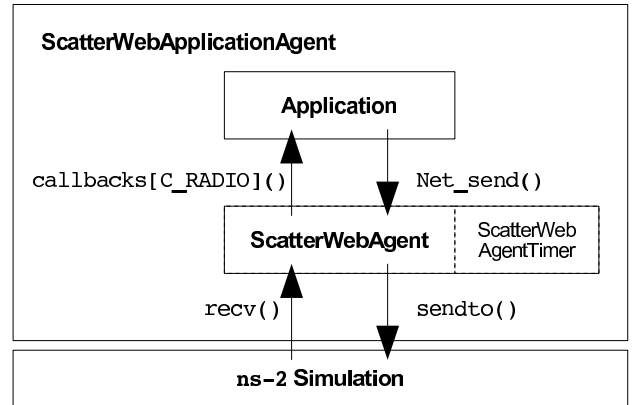 ScatterWebApplicationAgent
Application
callbacks[C_RADIO]()
Net_send()
ScatterWebAgent
ScatterWeb
AgentTimer
recv()
sendto()
ns-2 Simulation